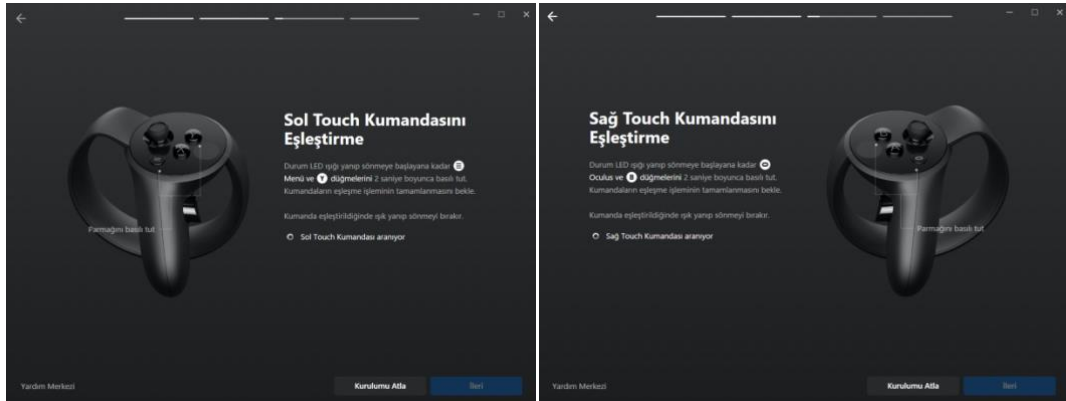 Sol Touch Kumandasını
Eşleştirme
Durum LED ışığı yanıp sönmeye başlayana kadar
Menü ve Y düğmelerini 2 saniye boyunca basılı tut.
Kumandaların eşleşme işleminin tamamlanmasını bekle.
Kumanda eşleştirildiğinde ışık yanıp sönmeyi bırakır.
Sol Touch Kumandası aranıyor
Parmağını basılı tut
Yardım Merkezi
Kurulumu Atla
İleri
Sağ Touch Kumandasını
Eşleştirme
Durum LED ışığı yanıp sönmeye başlayana kadar
Oculus ve B düğmelerini 2 saniye boyunca basılı tut.
Kumandaların eşleşme işleminin tamamlanmasını bekle.
Kumanda eşleştirildiğinde ışık yanıp sönmeyi bırakır.
Sağ Touch Kumandası aranıyor
Parmağını basılı tut
Yardım Merkezi
Kurulumu Atla
İleri